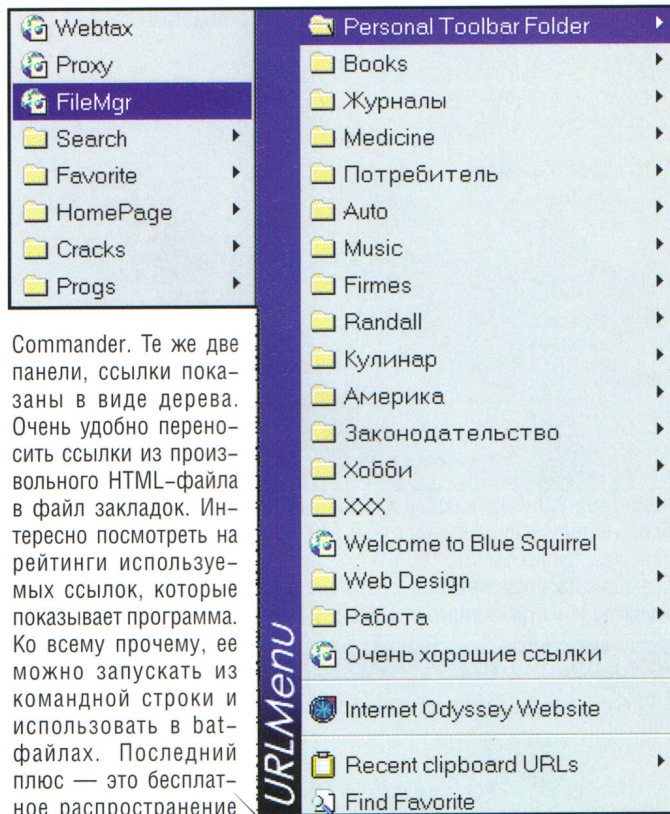 Webtax
Proxy
FileMgr
Search
Favorite
HomePage
Cracks
Progs
Commander. Те же две
панели, ссылки пока-
заны в виде дерева.
Очень удобно перено-
сить ссылки из произ-
вольного HTML-файла
в файл закладок. Ин-
тересно посмотреть на
рейтинги используе-
мых ссылок, которые
показывает программа.
Ко всему прочему, ее
можно запускать из
командной строки и
использовать в bat-
файлах. Последний
плюс — это бесплат-
ное распространение
URLMenu
Personal Toolbar Folder
Books
Журналы
Medicine
Потребитель
Auto
Music
Firmes
Randall
Кулинар
Америка
Законодательство
Хобби
XXX
Welcome to Blue Squirrel
Web Design
Работа
Очень хорошие ссылки
Internet Odyssey Website
Recent clipboard URLs
Find Favorite